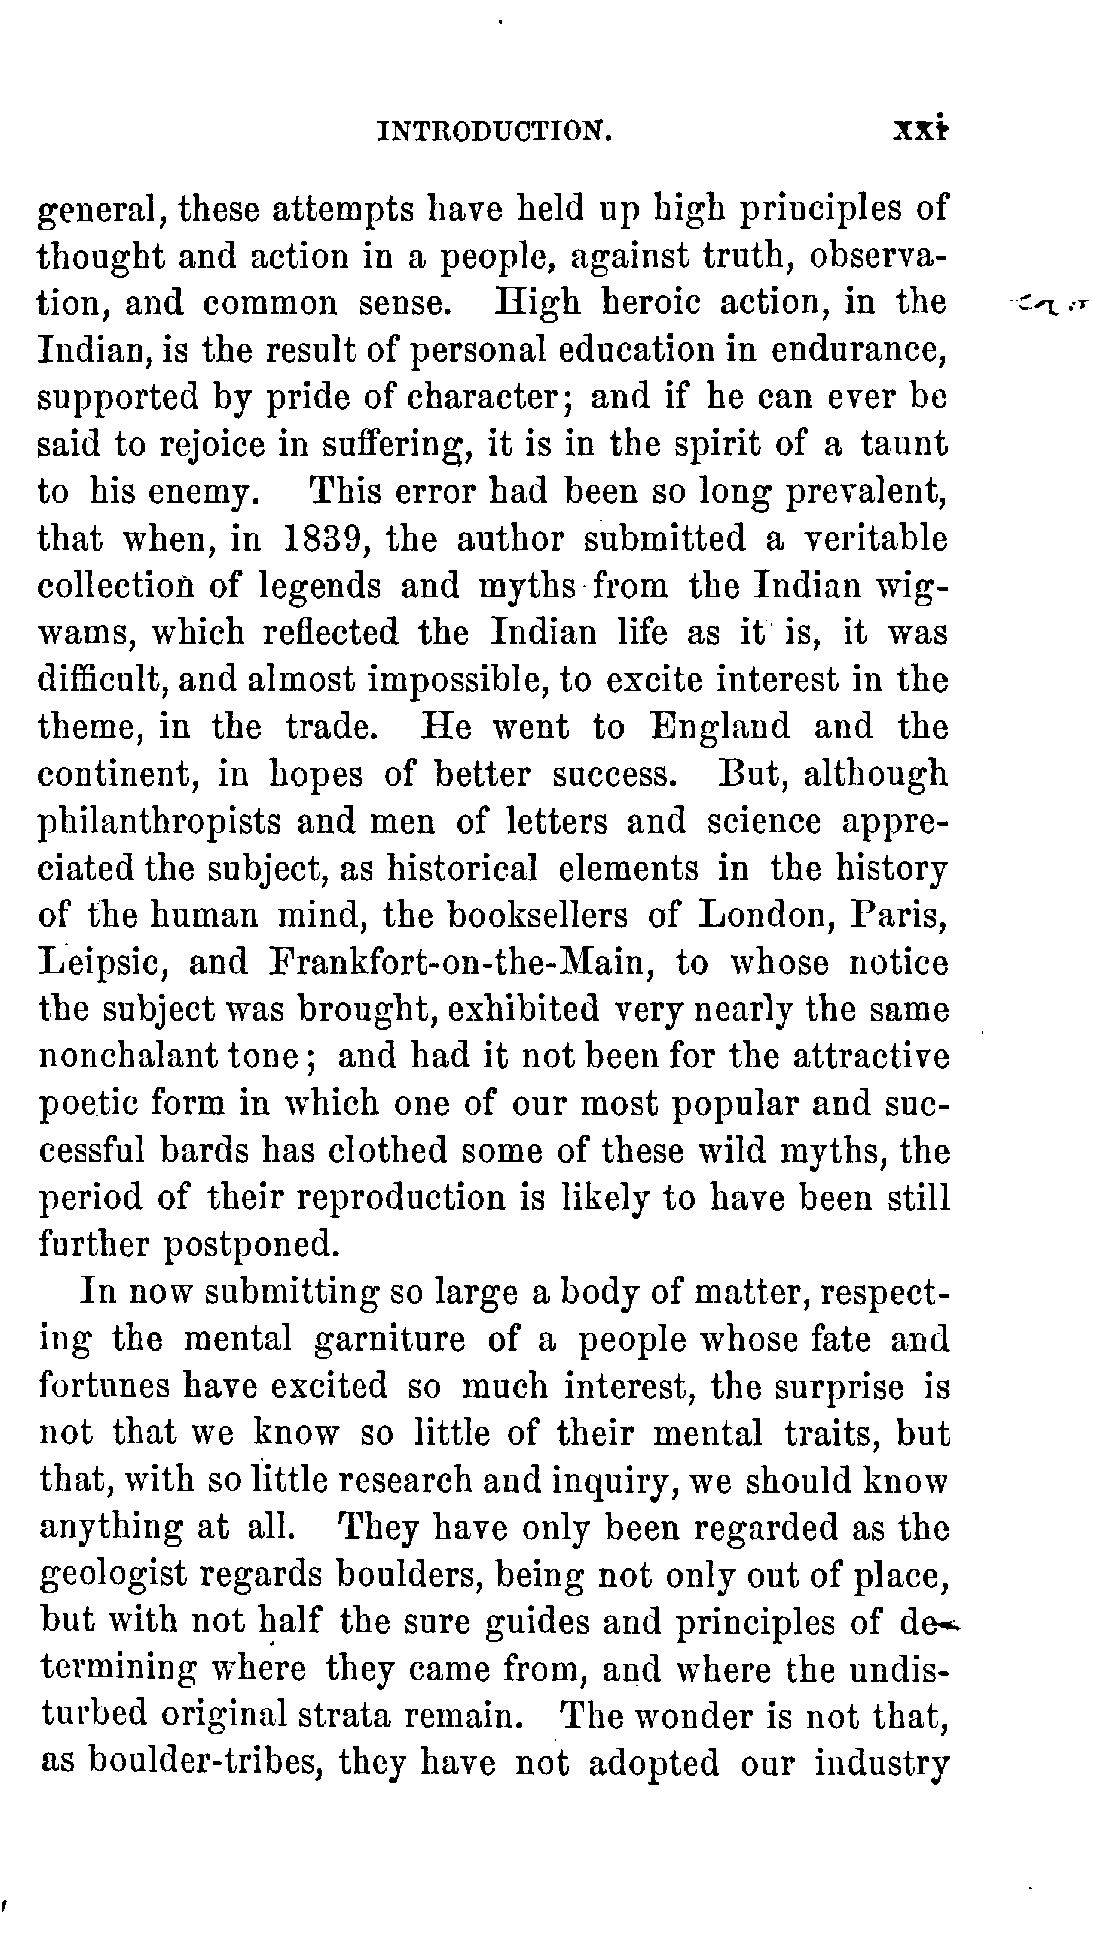 INTRODUCTION. xxi
general, these attempts have held up high principles of
thought and action in a people, against truth, observa-
tion, and common sense. High heroic action, in the
Indian, is the result of personal education in endurance,
supported by pride of character; and if he can ever be
said to rejoice in suffering, it is in the spirit of a taunt
to his enemy. This error had been so long prevalent,
that when, in 1839, the author submitted a veritable
collection of legends and myths from the Indian wig-
wams, which reflected the Indian life as it is, it was
difficult, and almost impossible, to excite interest in the
theme, in the trade. He went to England and the
continent, in hopes of better success. But, although
philanthropists and men of letters and science appre-
ciated the subject, as historical elements in the history
of the human mind, the booksellers of London, Paris,
Leipsic, and Frankfort-on-the-Main, to whose notice
the subject was brought, exhibited very nearly the same
nonchalant tone; and had it not been for the attractive
poetic form in which one of our most popular and suc-
cessful bards has clothed some of these wild myths, the
period of their reproduction is likely to have been still
further postponed.
In now submitting so large a body of matter, respect-
ing the mental garniture of a people whose fate and
fortunes have excited so much interest, the surprise is
not that we know so little of their mental traits, but
that, with so little research and inquiry, we should know
anything at all. They have only been regarded as the
geologist regards boulders, being not only out of place,
but with not half the sure guides and principles of de-
termining where they came from, and where the undis-
turbed original strata remain. The wonder is not that,
as boulder-tribes, they have not adopted our industry